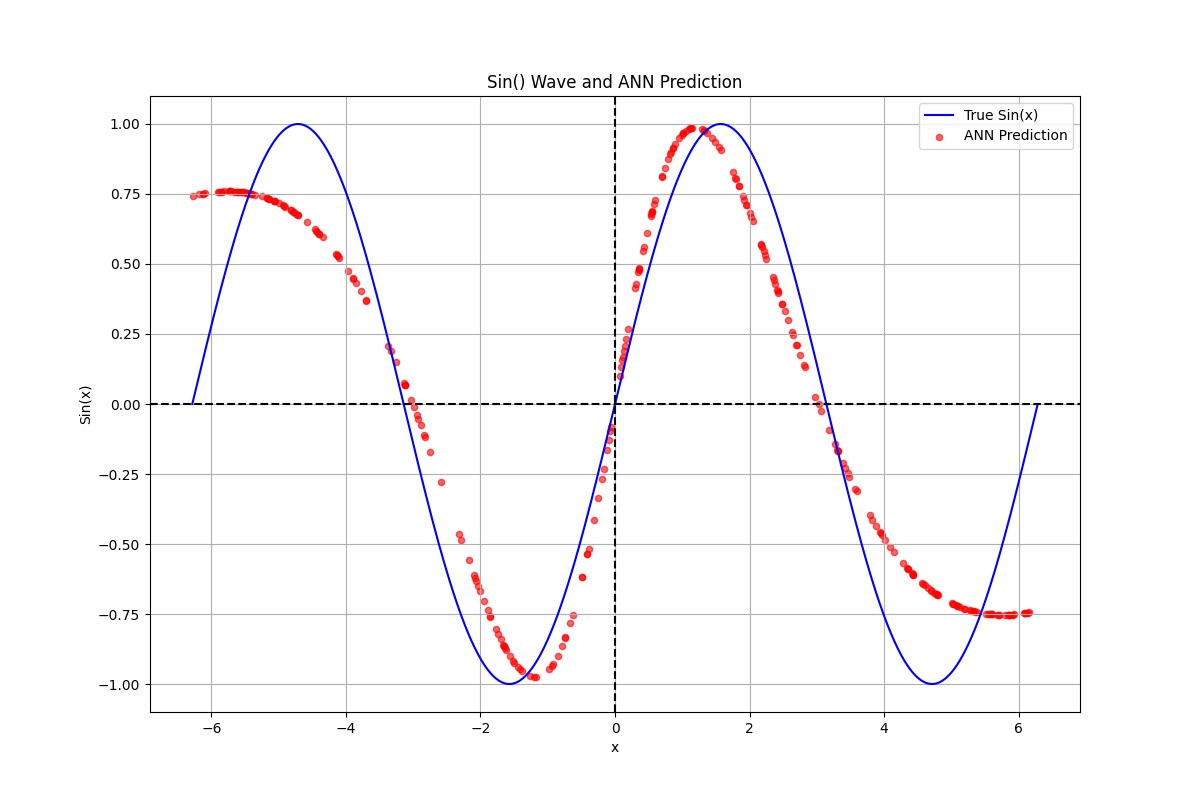 Sin() Wave and ANN Prediction
True Sin(x)
ANN Prediction
1.00
0.75
0.50
0.25
0.00
−0.25
−0.50
−0.75
−1.00
Sin(x)
−6 −4 −2 0 2 4 6
x